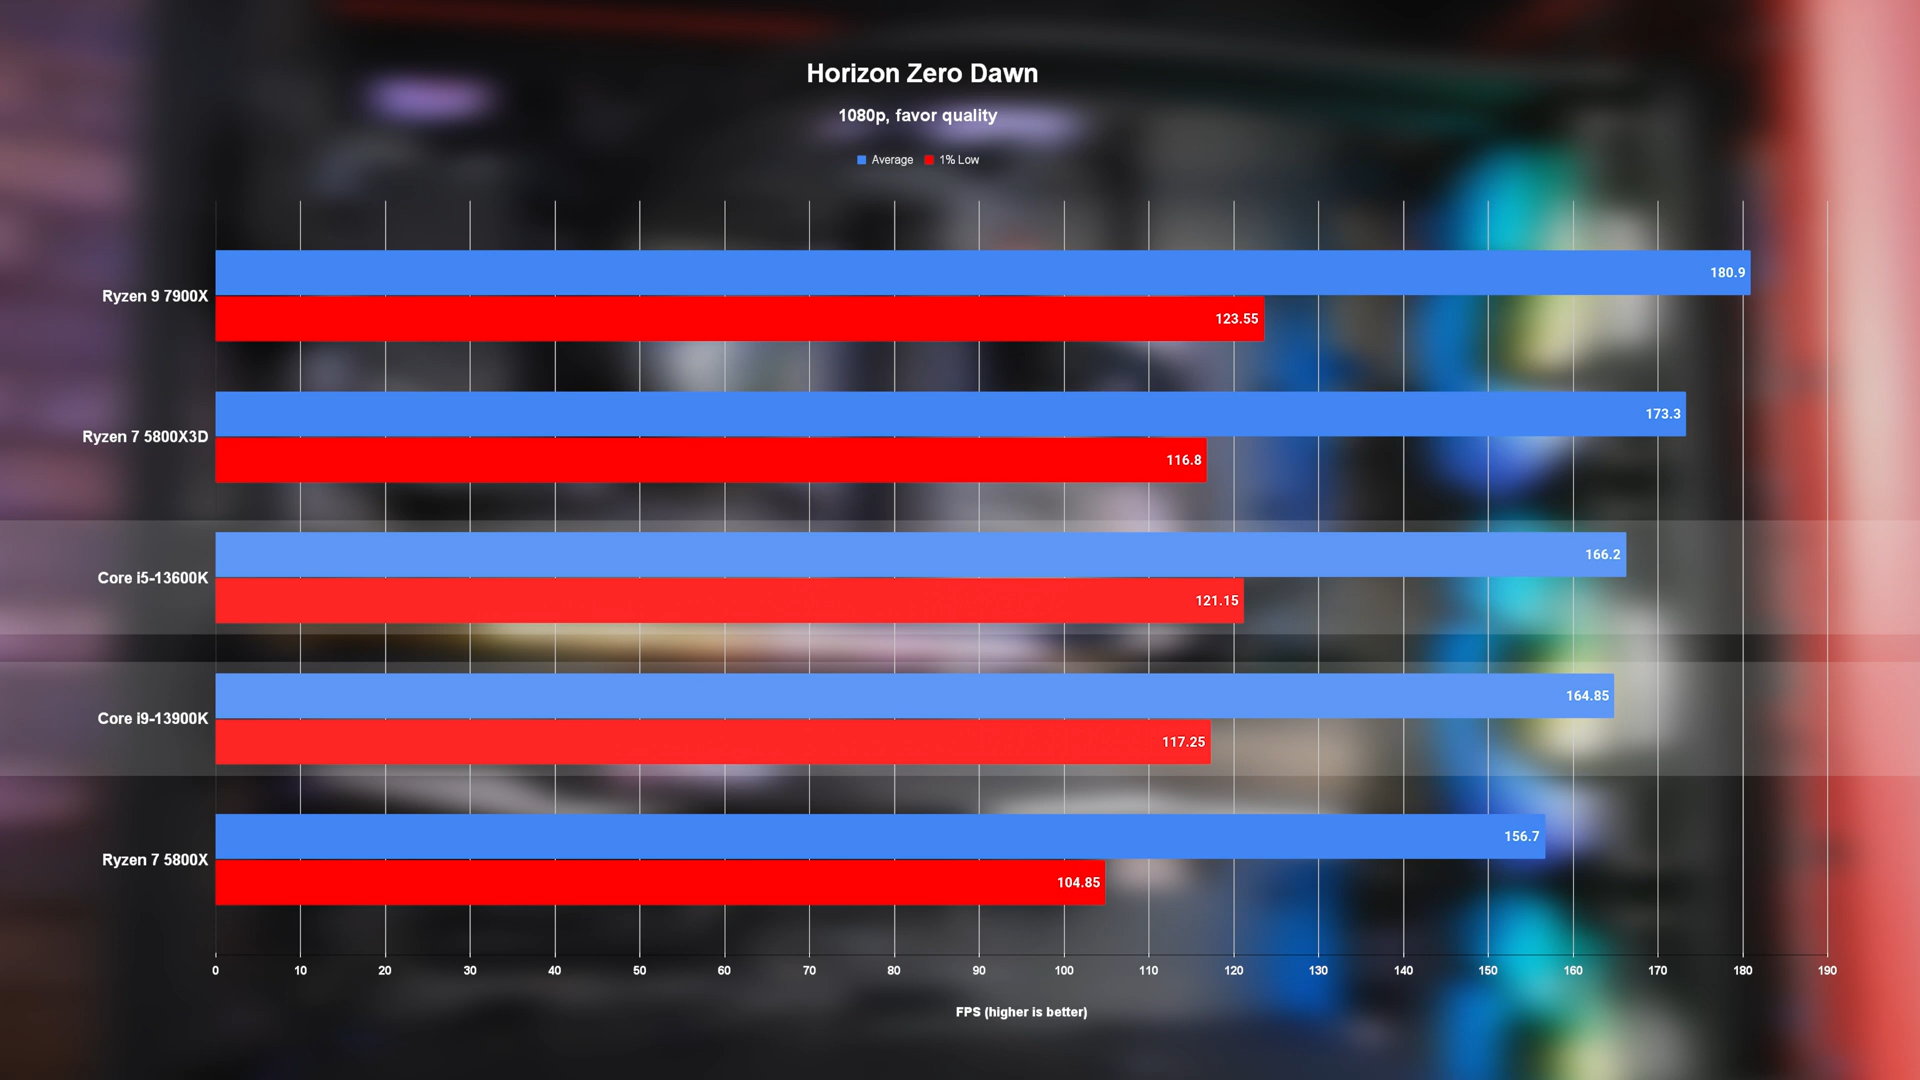 Horizon Zero Dawn
1080p, favor quality
Average 1% Low
Ryzen 9 7900X 180.9
123.55
Ryzen 7 5800X3D 173.3
116.8
Core i5-13600K 166.2
121.15
Core i9-13900K 164.85
117.25
Ryzen 7 5800X 156.7
104.85
0 10 20 30 40 50 60 70 80 90 100 110 120 130 140 150 160 170 180 190
FPS (higher is better)